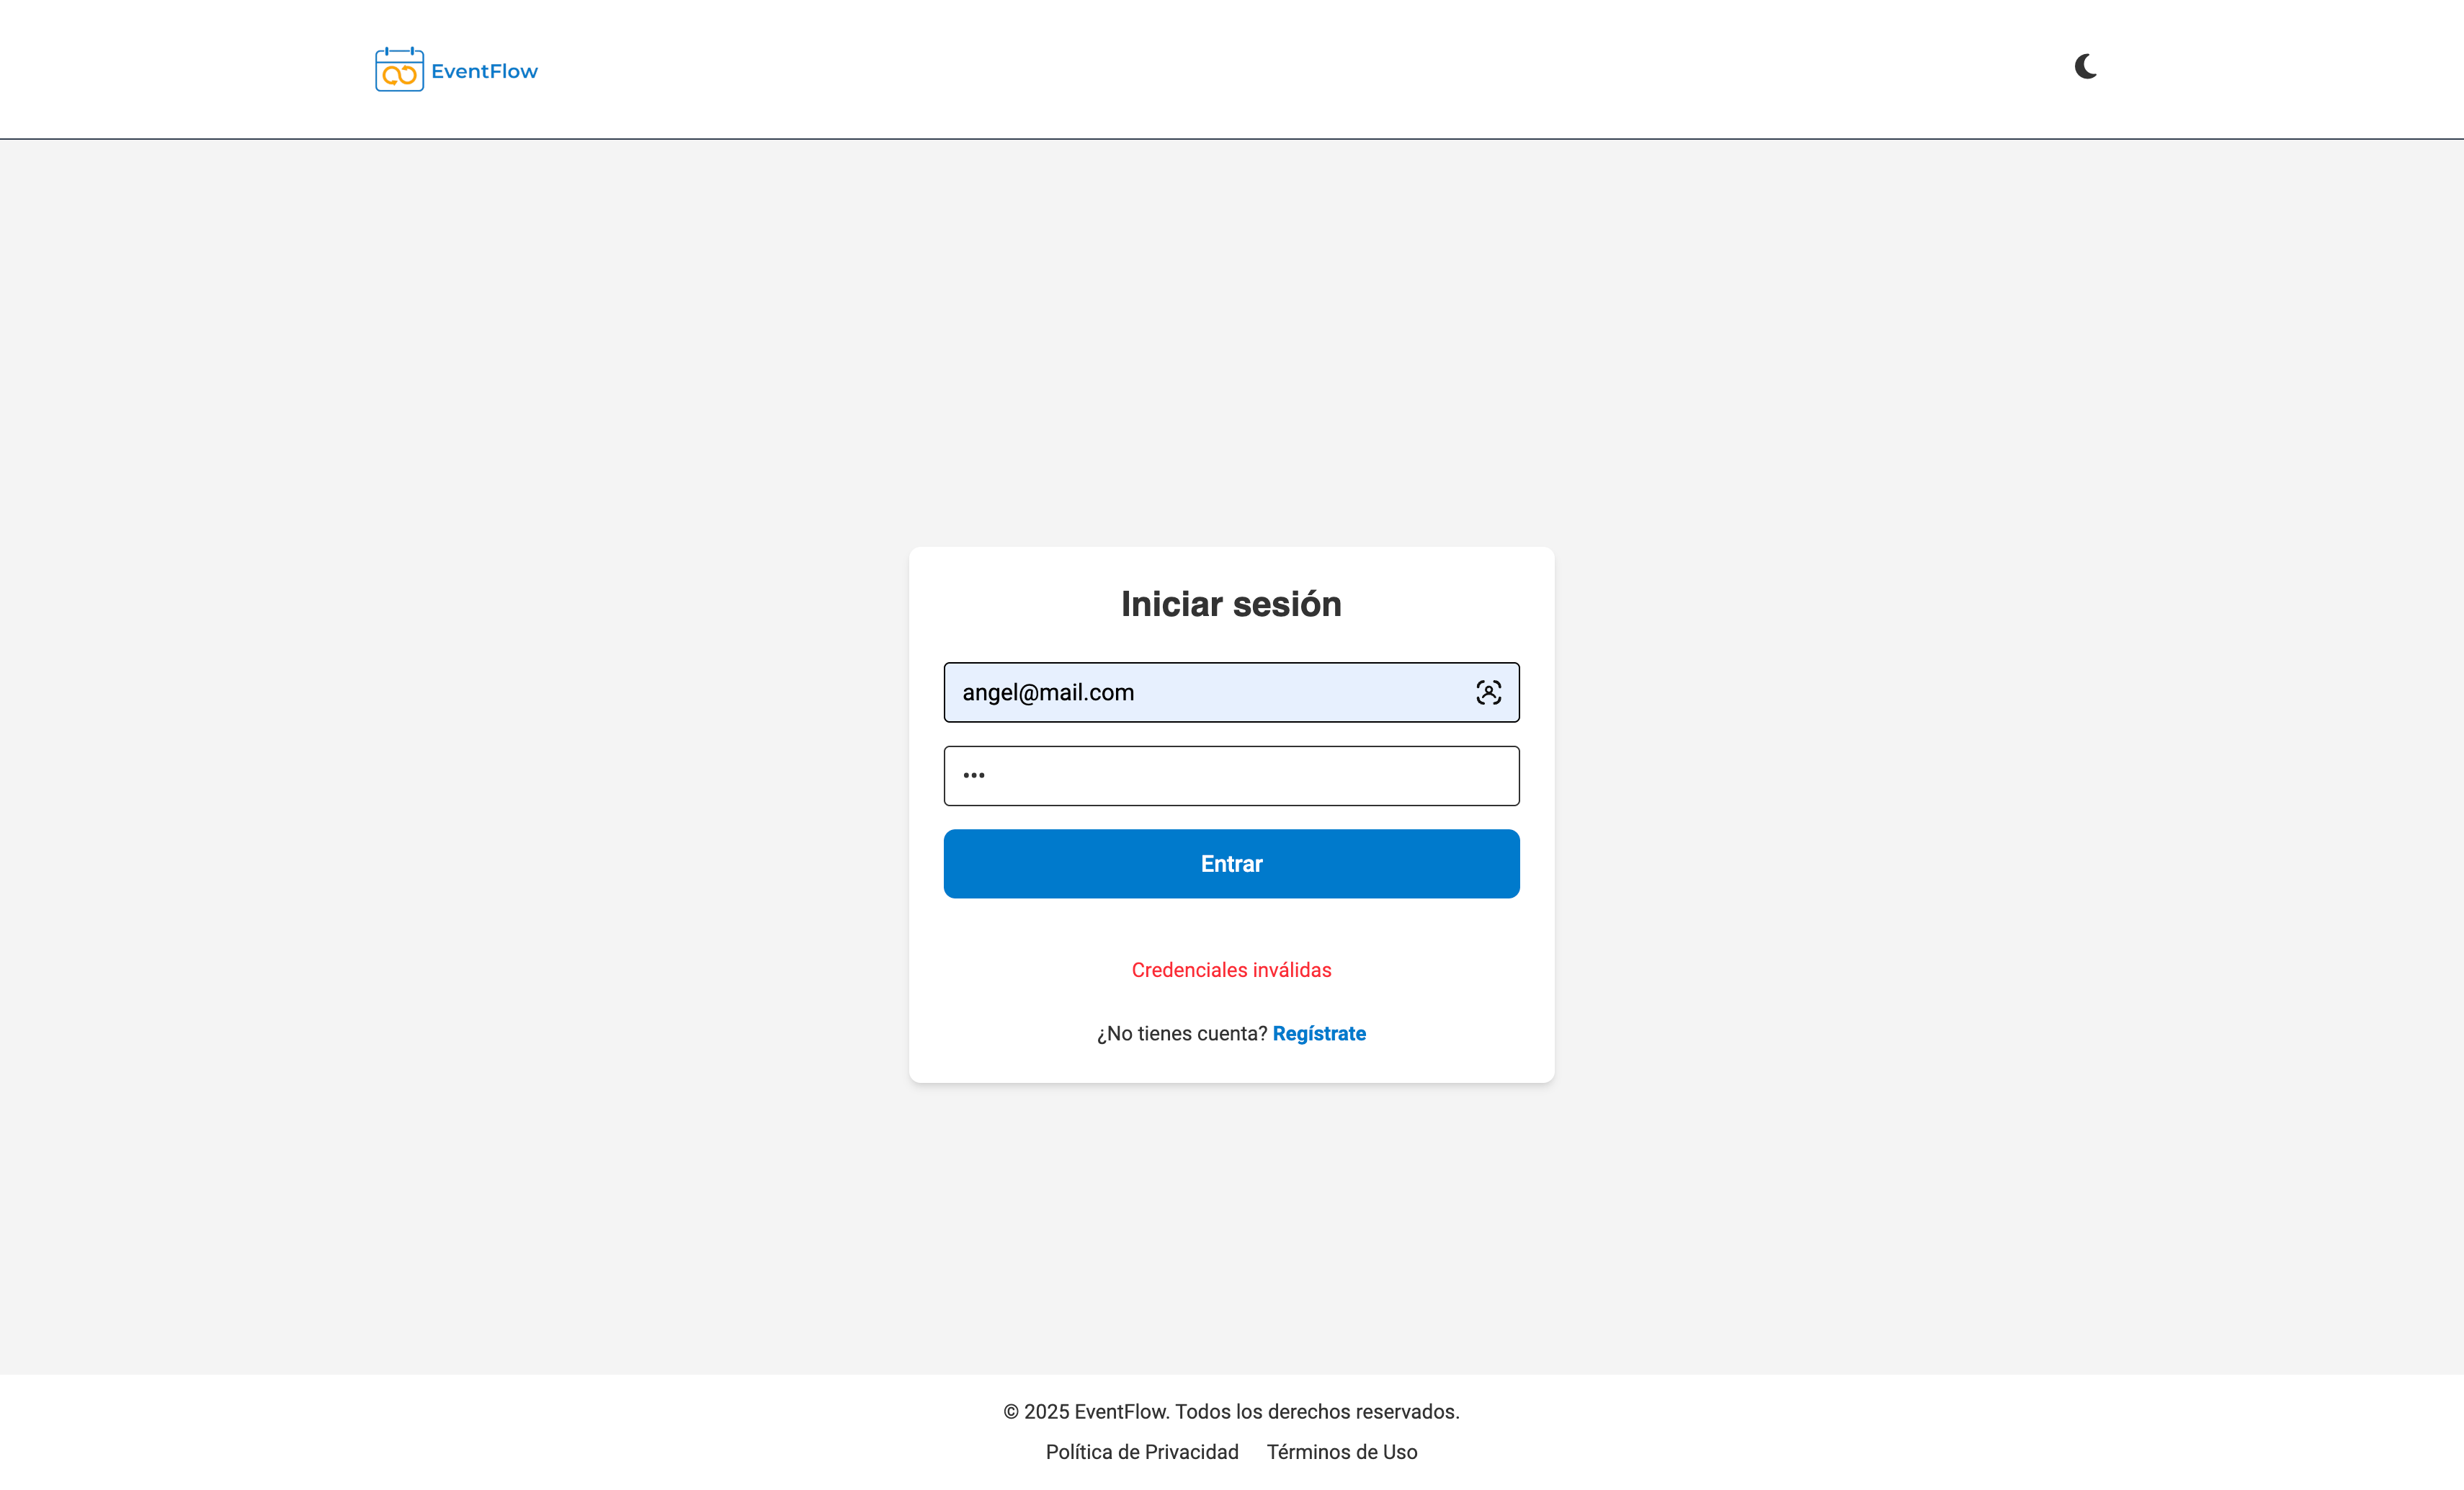 EventFlow
Iniciar sesión
angel@mail.com
•••
Entrar
Credenciales inválidas
¿No tienes cuenta? Regístrate
© 2025 EventFlow. Todos los derechos reservados.
Política de Privacidad Términos de Uso